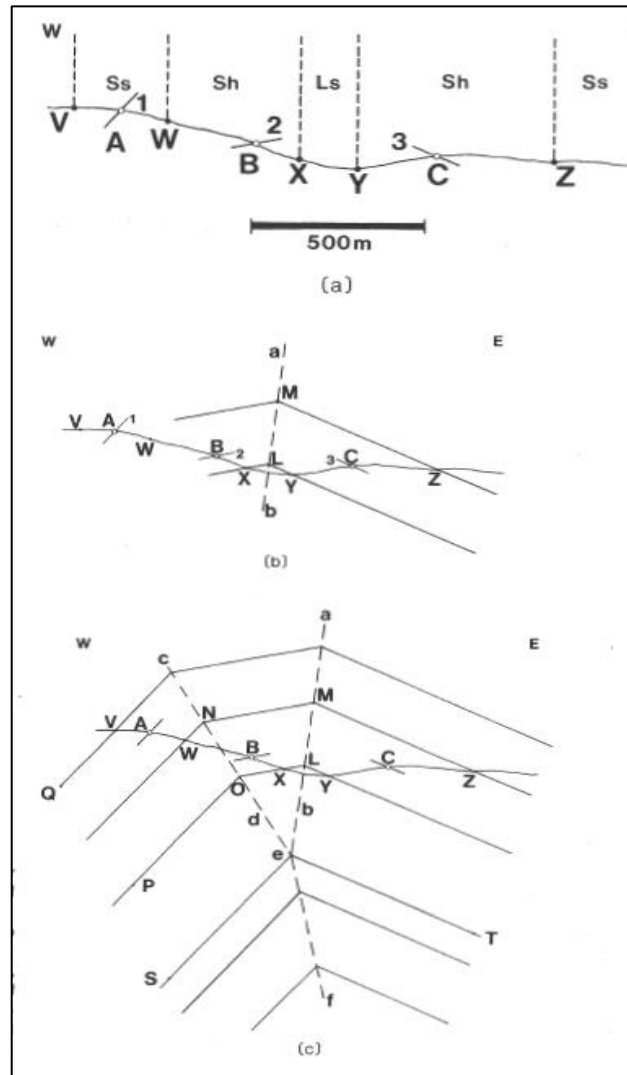 W
Ss Sh Ls Sh Ss
1
V A W 2 3
B X Y C Z
500m
(a)
W E
a
M
V A 1
W B 2 L 3 C
X Y Z
b
(b)
W E
a
c
M
V A N
W B L C
Q O X Y Z
d b
e
P
T
S
f
(c)